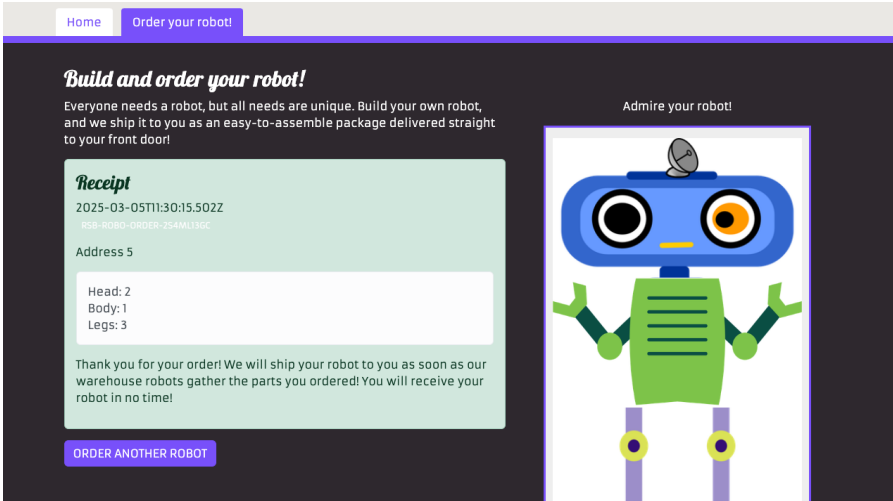 Home
Order your robot!
Build and order your robot!
Everyone needs a robot, but all needs are unique. Build your own robot,
and we ship it to you as an easy-to-assemble package delivered straight
to your front door!
Admire your robot!
Receipt
2025-03-05T11:30:15.502Z
RSB-ROBO-ORDER-2S4ML11GC
Address 5
Head: 2
Body: 1
Legs: 3
Thank you for your order! We will ship your robot to you as soon as our
warehouse robots gather the parts you ordered! You will receive your
robot in no time!
ORDER ANOTHER ROBOT